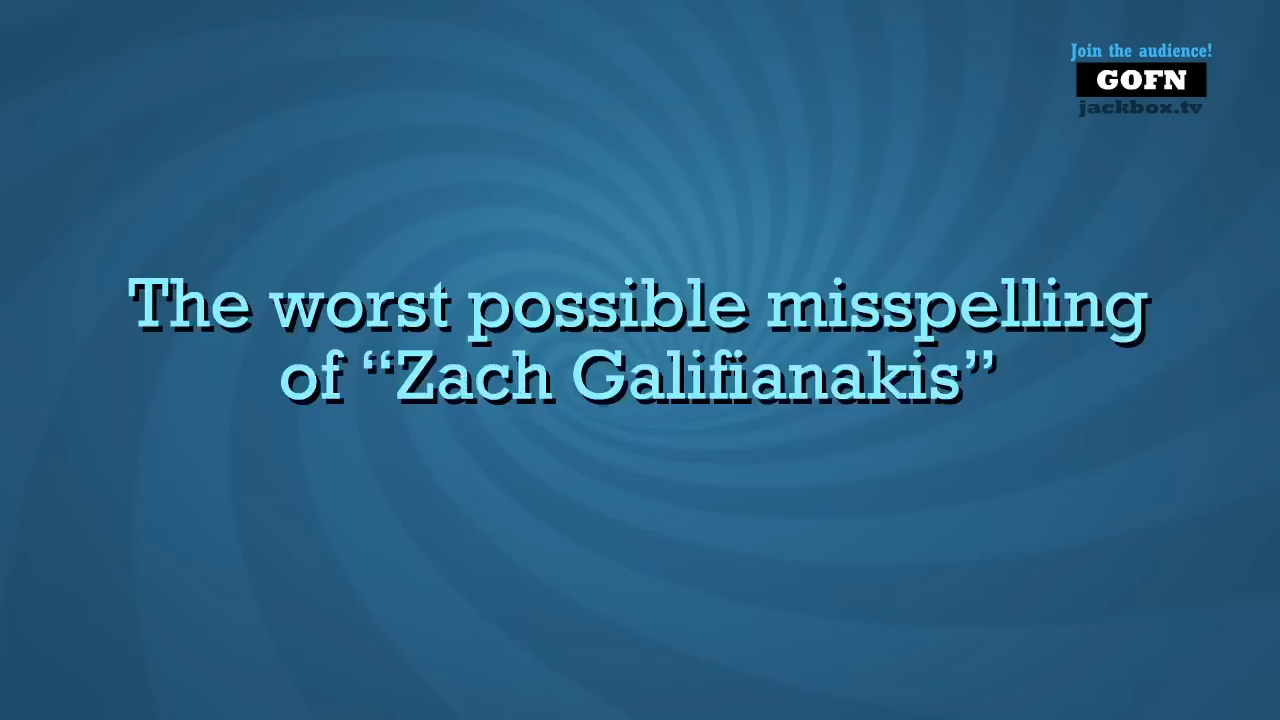 Join the audience!
GOFN
jackbox.tv
The worst possible misspelling
of “Zach Galifianakis”